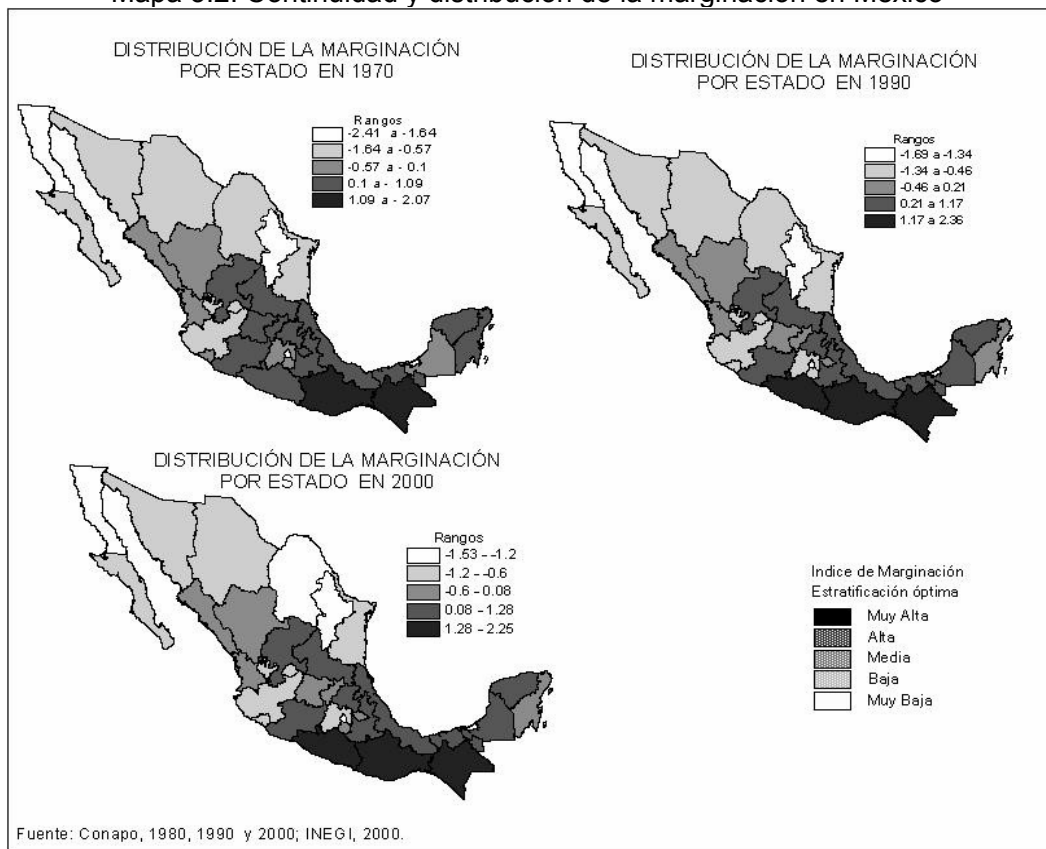 Mapa 3.2. Continuidad y distribución de la marginación en México
DISTRIBUCIÓN DE LA MARGINACIÓN
POR ESTADO EN 1970
Rangos
-2.41 a -1.64
-1.64 a -0.57
-0.57 a -0.1
0.1 a -1.09
1.09 a -2.07
DISTRIBUCIÓN DE LA MARGINACIÓN
POR ESTADO EN 1990
Rangos
-1.69 a -1.34
-1.34 a -0.46
-0.46 a 0.21
0.21 a 1.17
1.17 a 2.36
DISTRIBUCIÓN DE LA MARGINACIÓN
POR ESTADO EN 2000
Rangos
-1.53 - -1.2
-1.2 - -0.6
-0.6 - 0.08
0.08 - 1.28
1.28 - 2.25
Indice de Marginación
Estratificación óptima
Muy Alta
Alta
Media
Baja
Muy Baja
Fuente: Conapo, 1980, 1990 y 2000; INEGI, 2000.